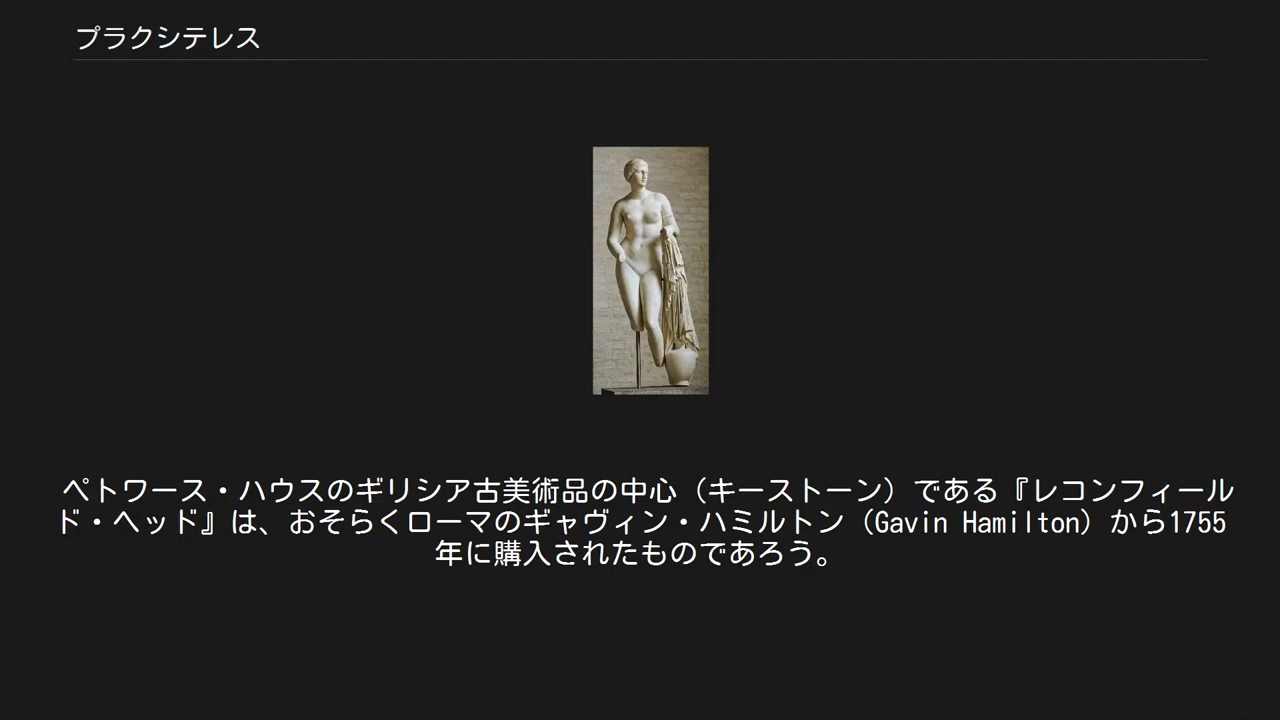 プラクシテレス
ペトワース・ハウスのギリシア古美術品の中心（キーストーン）である『レコンフィール
ド・ヘッド』は、おそらくローマのギャヴィン・ハミルトン（Gavin Hamilton）から1755
年に購入されたものであろう。